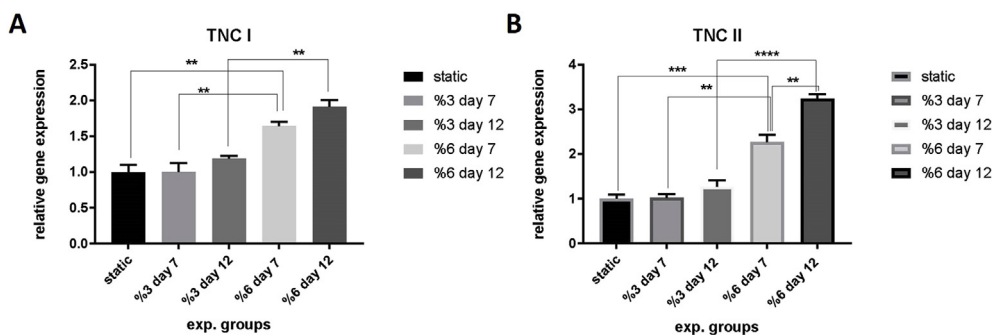 A
TNC I
relative gene expression
2.5
2.0
1.5
1.0
0.5
0.0
**
**
**
static
%3 day 7
%3 day 12
%6 day 7
%6 day 12
exp. groups
static
%3 day 7
%3 day 12
%6 day 7
%6 day 12
B
TNC II
relative gene expression
4
3
2
1
0
****
***
**
**
static
%3 day 7
%3 day 12
%6 day 7
%6 day 12
exp. groups
static
%3 day 7
%3 day 12
%6 day 7
%6 day 12